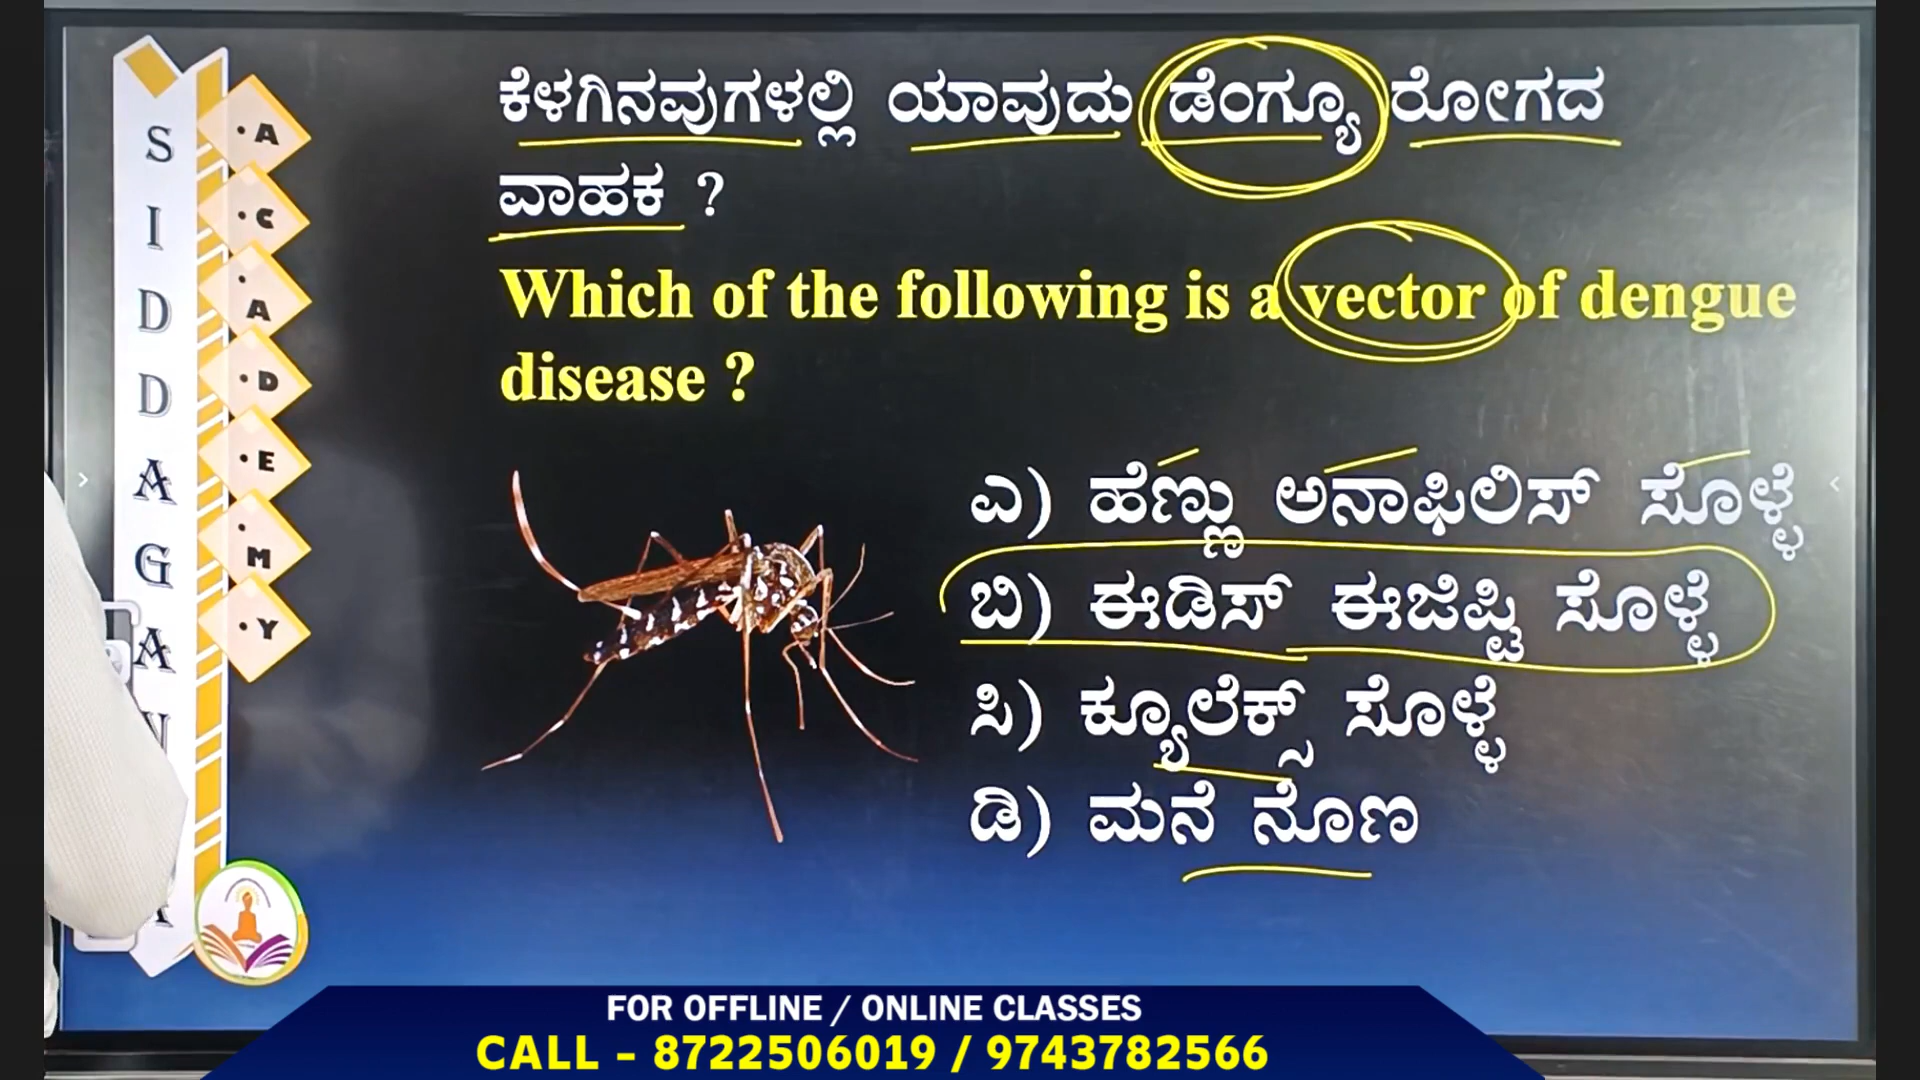 ಕೆಳಗಿನವುಗಳಲ್ಲಿ ಯಾವುದು ಡೆಂಗ್ಯೂ ರೋಗದ
ವಾಹಕ ?
Which of the following is a vector of dengue
disease ?
ಎ) ಹೆಣ್ಣು ಅನಾಫಿಲಿಸ್ ಸೊಳ್ಳೆ
ಬಿ) ಈಡಿಸ್ ಈಜಿಪ್ಟಿ ಸೊಳ್ಳೆ
ಸಿ) ಕ್ಯೂಲೆಕ್ಸ್ ಸೊಳ್ಳೆ
ಡಿ) ಮನೆ ನೊಣ
S
I
D
D
A
G
A
• A
• C
• A
• D
• E
• M
• Y
FOR OFFLINE / ONLINE CLASSES
CALL - 8722506019 / 9743782566